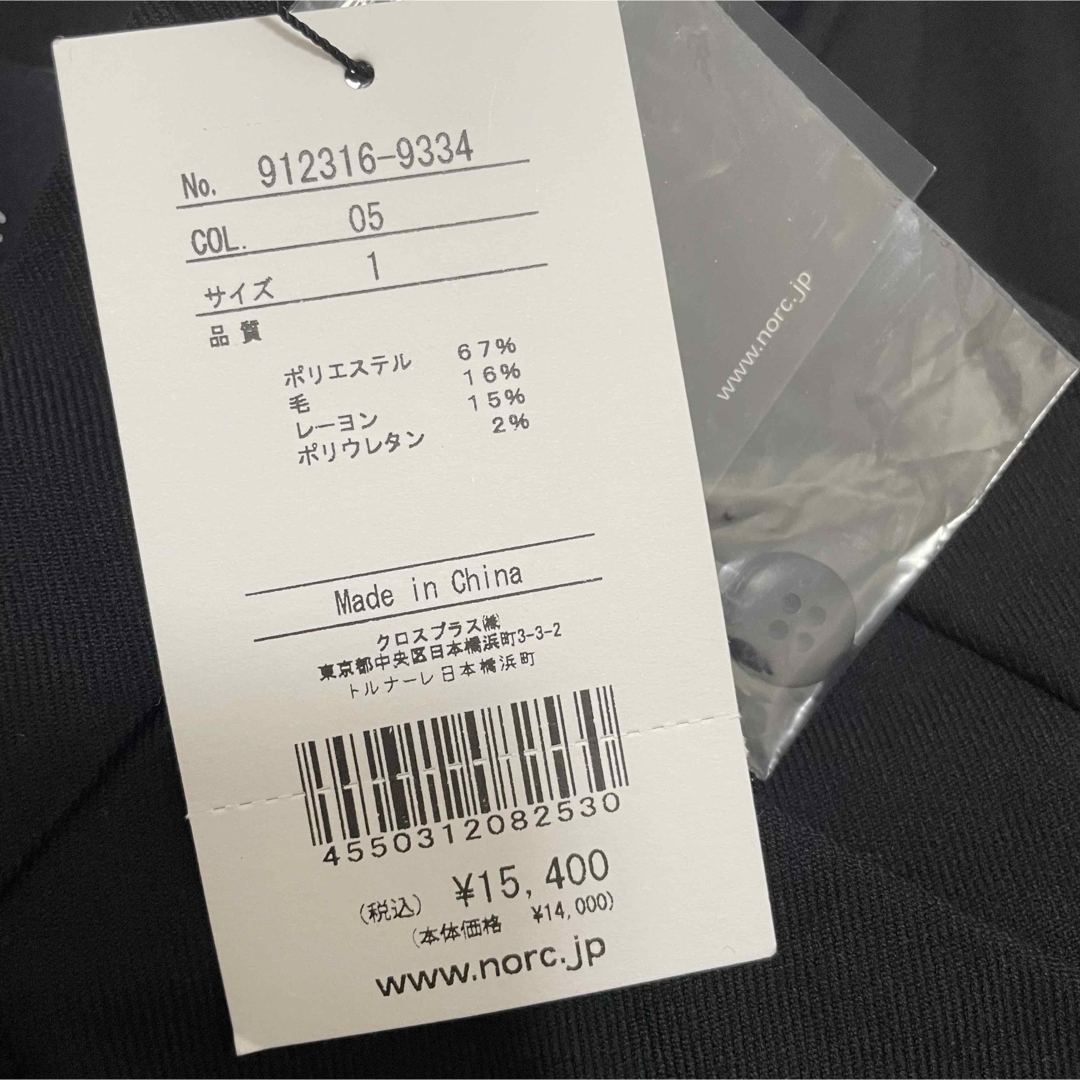 No. 912316-9334
COL. 05
サイズ 1
品質
ポリエステル 67%
毛 16%
レーヨン 15%
ポリウレタン 2%
Made in China
クロスプラス㈱
東京都中央区日本橋浜町3-3-2
トルナーレ日本橋浜町
4550312082530
(税込) ¥15,400
(本体価格 ¥14,000)
www.norc.jp
www.norc.jp